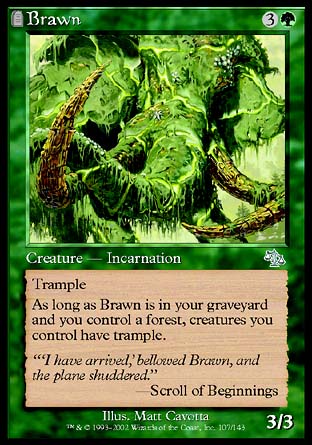 Brawn 3
Creature — Incarnation
Trample
As long as Brawn is in your graveyard
and you control a forest, creatures you
control have trample.
“‘I have arrived,’ bellowed Brawn, and
the plane shuddered.”
—Scroll of Beginnings
Illus. Matt Cavotta
™ & © 1993–2002 Wizards of the Coast, Inc. 107/143
3/3